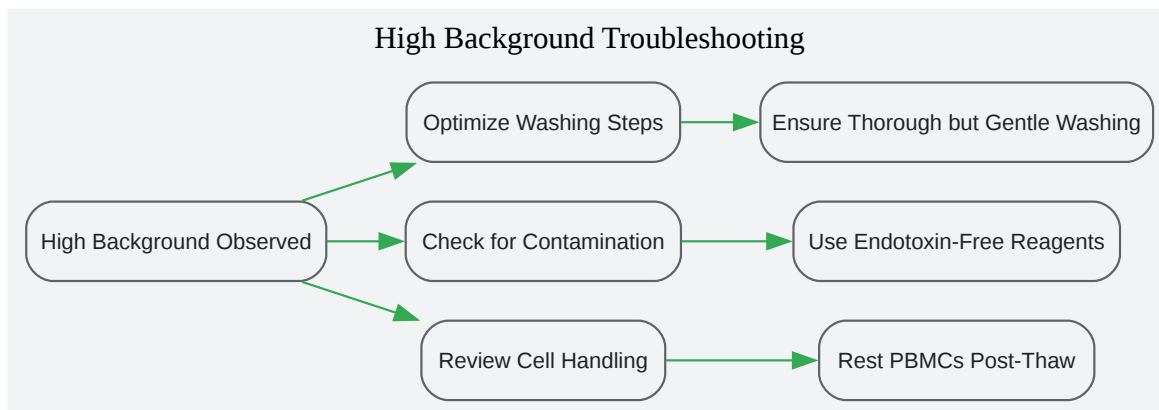 High Background Troubleshooting
Optimize Washing Steps
Ensure Thorough but Gentle Washing
High Background Observed
Check for Contamination
Use Endotoxin-Free Reagents
Review Cell Handling
Rest PBMCs Post-Thaw